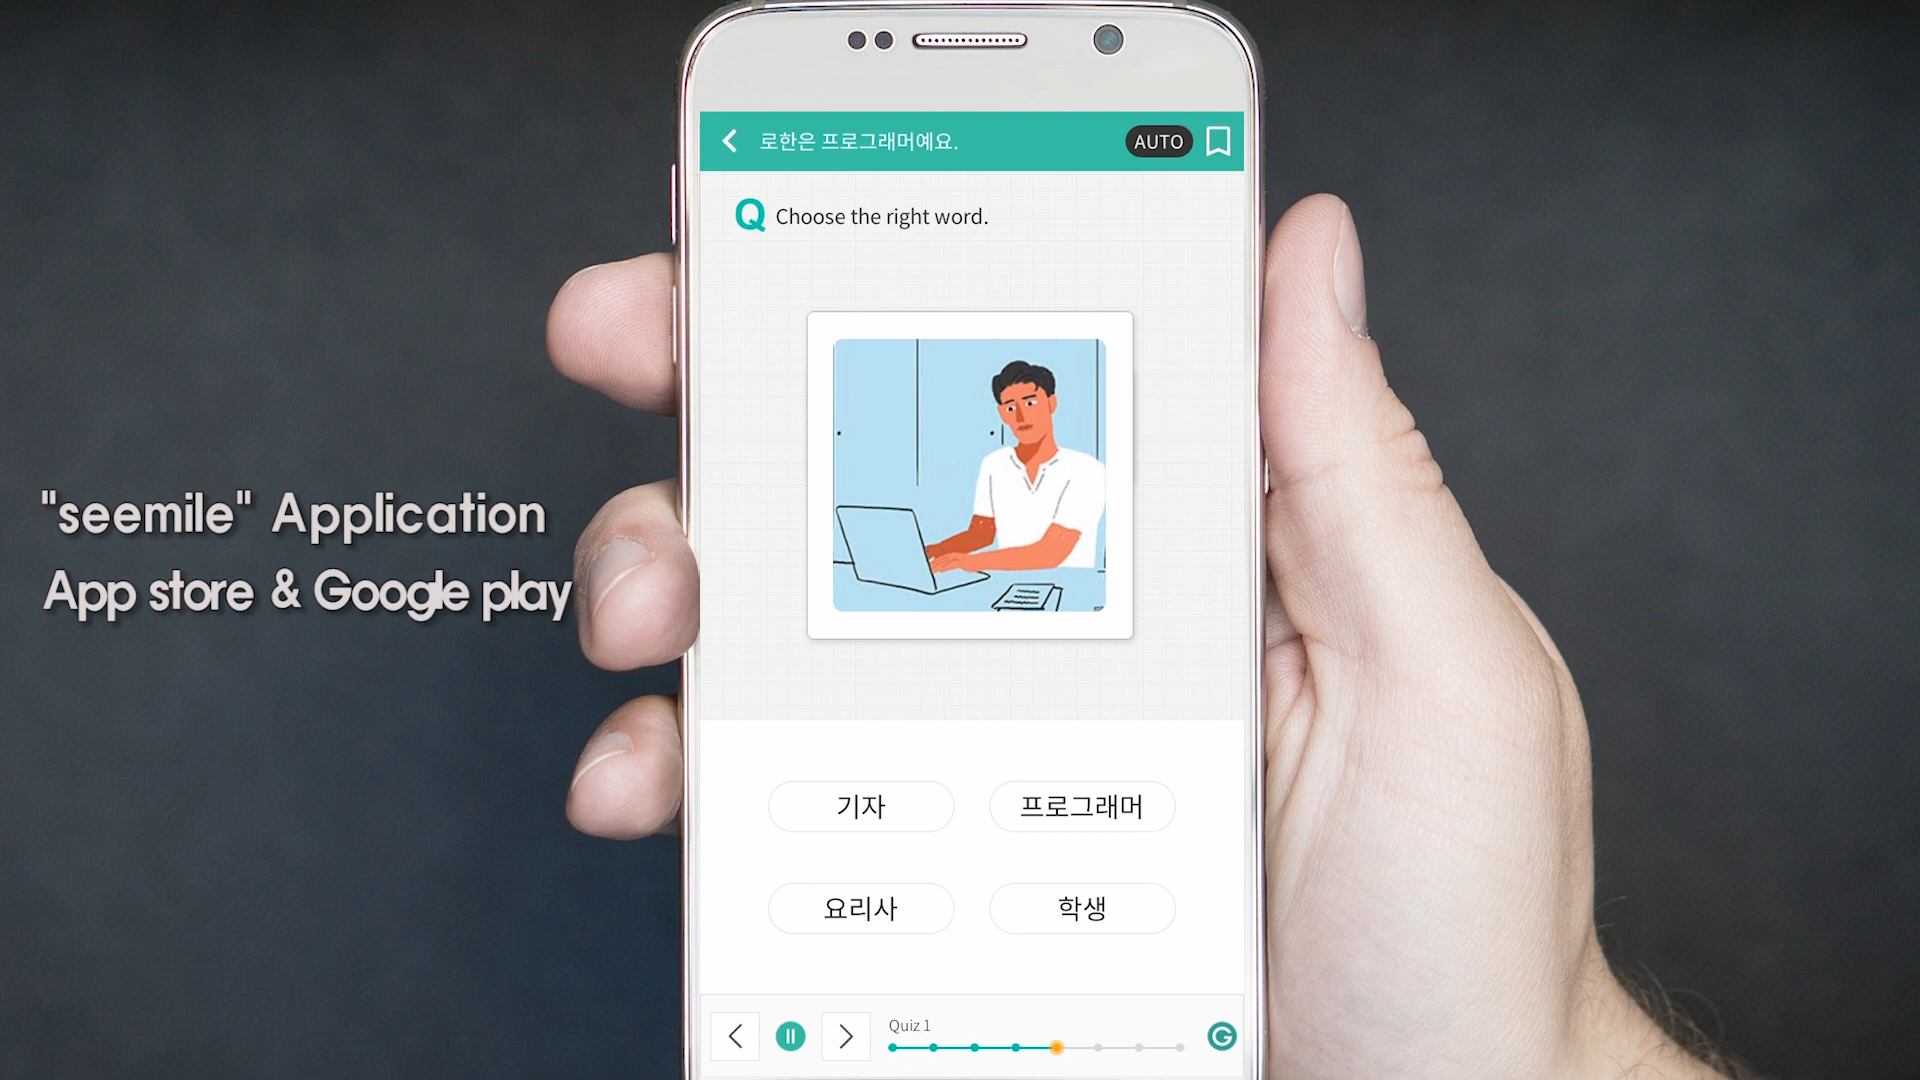 로한은 프로그래머예요.
AUTO
Q Choose the right word.
"seemile" Application
App store & Google play
기자
프로그래머
요리사
학생
Quiz 1
G